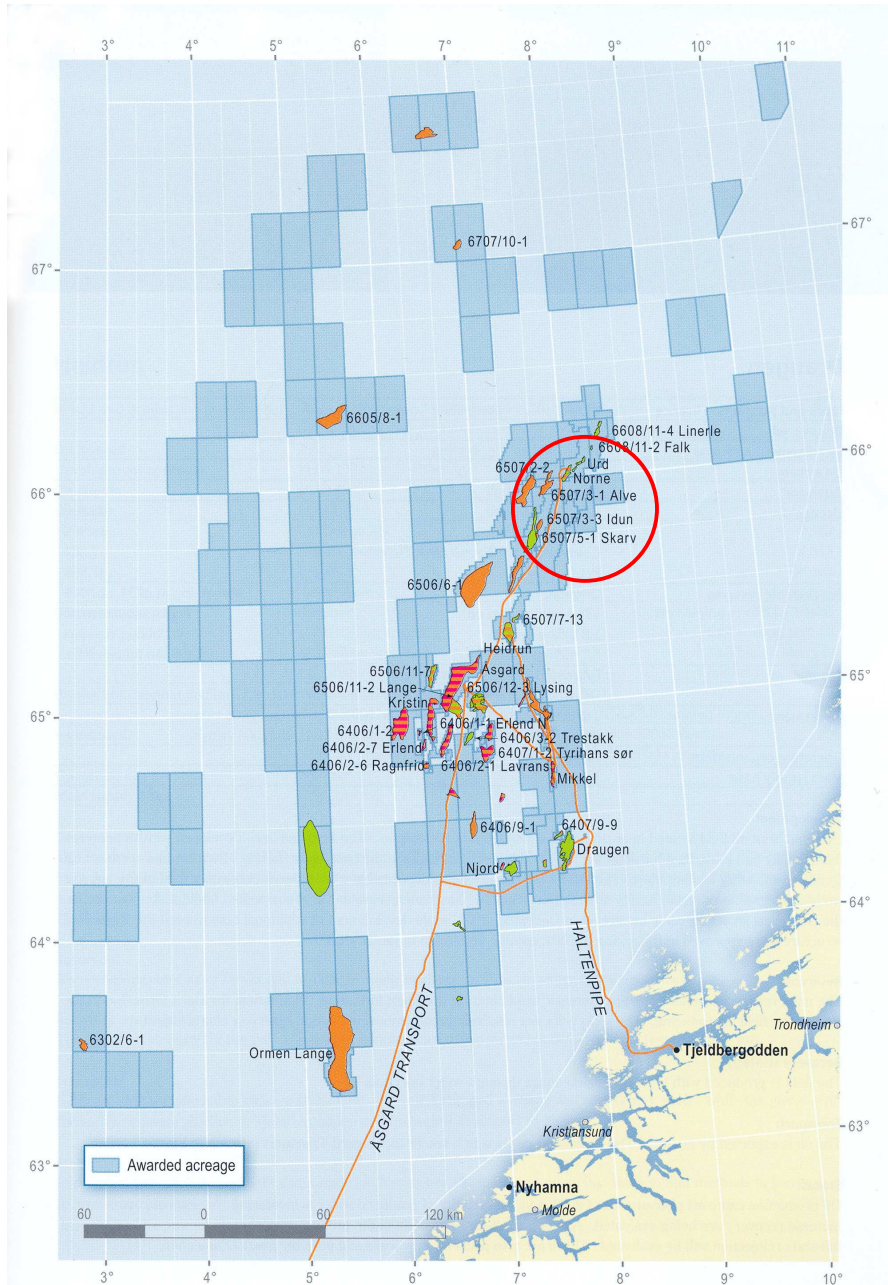 3° 4° 5° 6° 7° 8° 9° 10° 11°
67°
6707/10-1
67°
6605/8-1
6608/11-4 Linerle
6608/11-2 Falk
66°
6507/2-2
Urd
Norne
66°
6507/3-1 Alve
6507/3-3 Idun
6507/5-1 Skarv
6506/6-1
6507/7-13
Heidrun
6506/11-7
Åsgard
65°
6506/11-2 Lange
6506/12-3 Lysing
Kristin
65°
6406/1-1 Erlend N
6406/1-2
6406/3-2 Trestakk
6406/2-7 Erlend
6407/1-2 Tyrihans sør
6406/2-6 Ragnfrid
6406/2-1 Lavrans
Mikkel
6406/9-1
6407/9-9
Draugen
Njord
64°
64°
HALTENPIPE
ÅSGARD TRANSPORT
6302/6-1
Trondheim
Ormen Lange
Tjeldbergodden
Kristiansund
63°
63°
Awarded acreage
Nyhamna
Molde
60 0 60 120 km
3° 4° 5° 6° 7° 8° 9° 10°